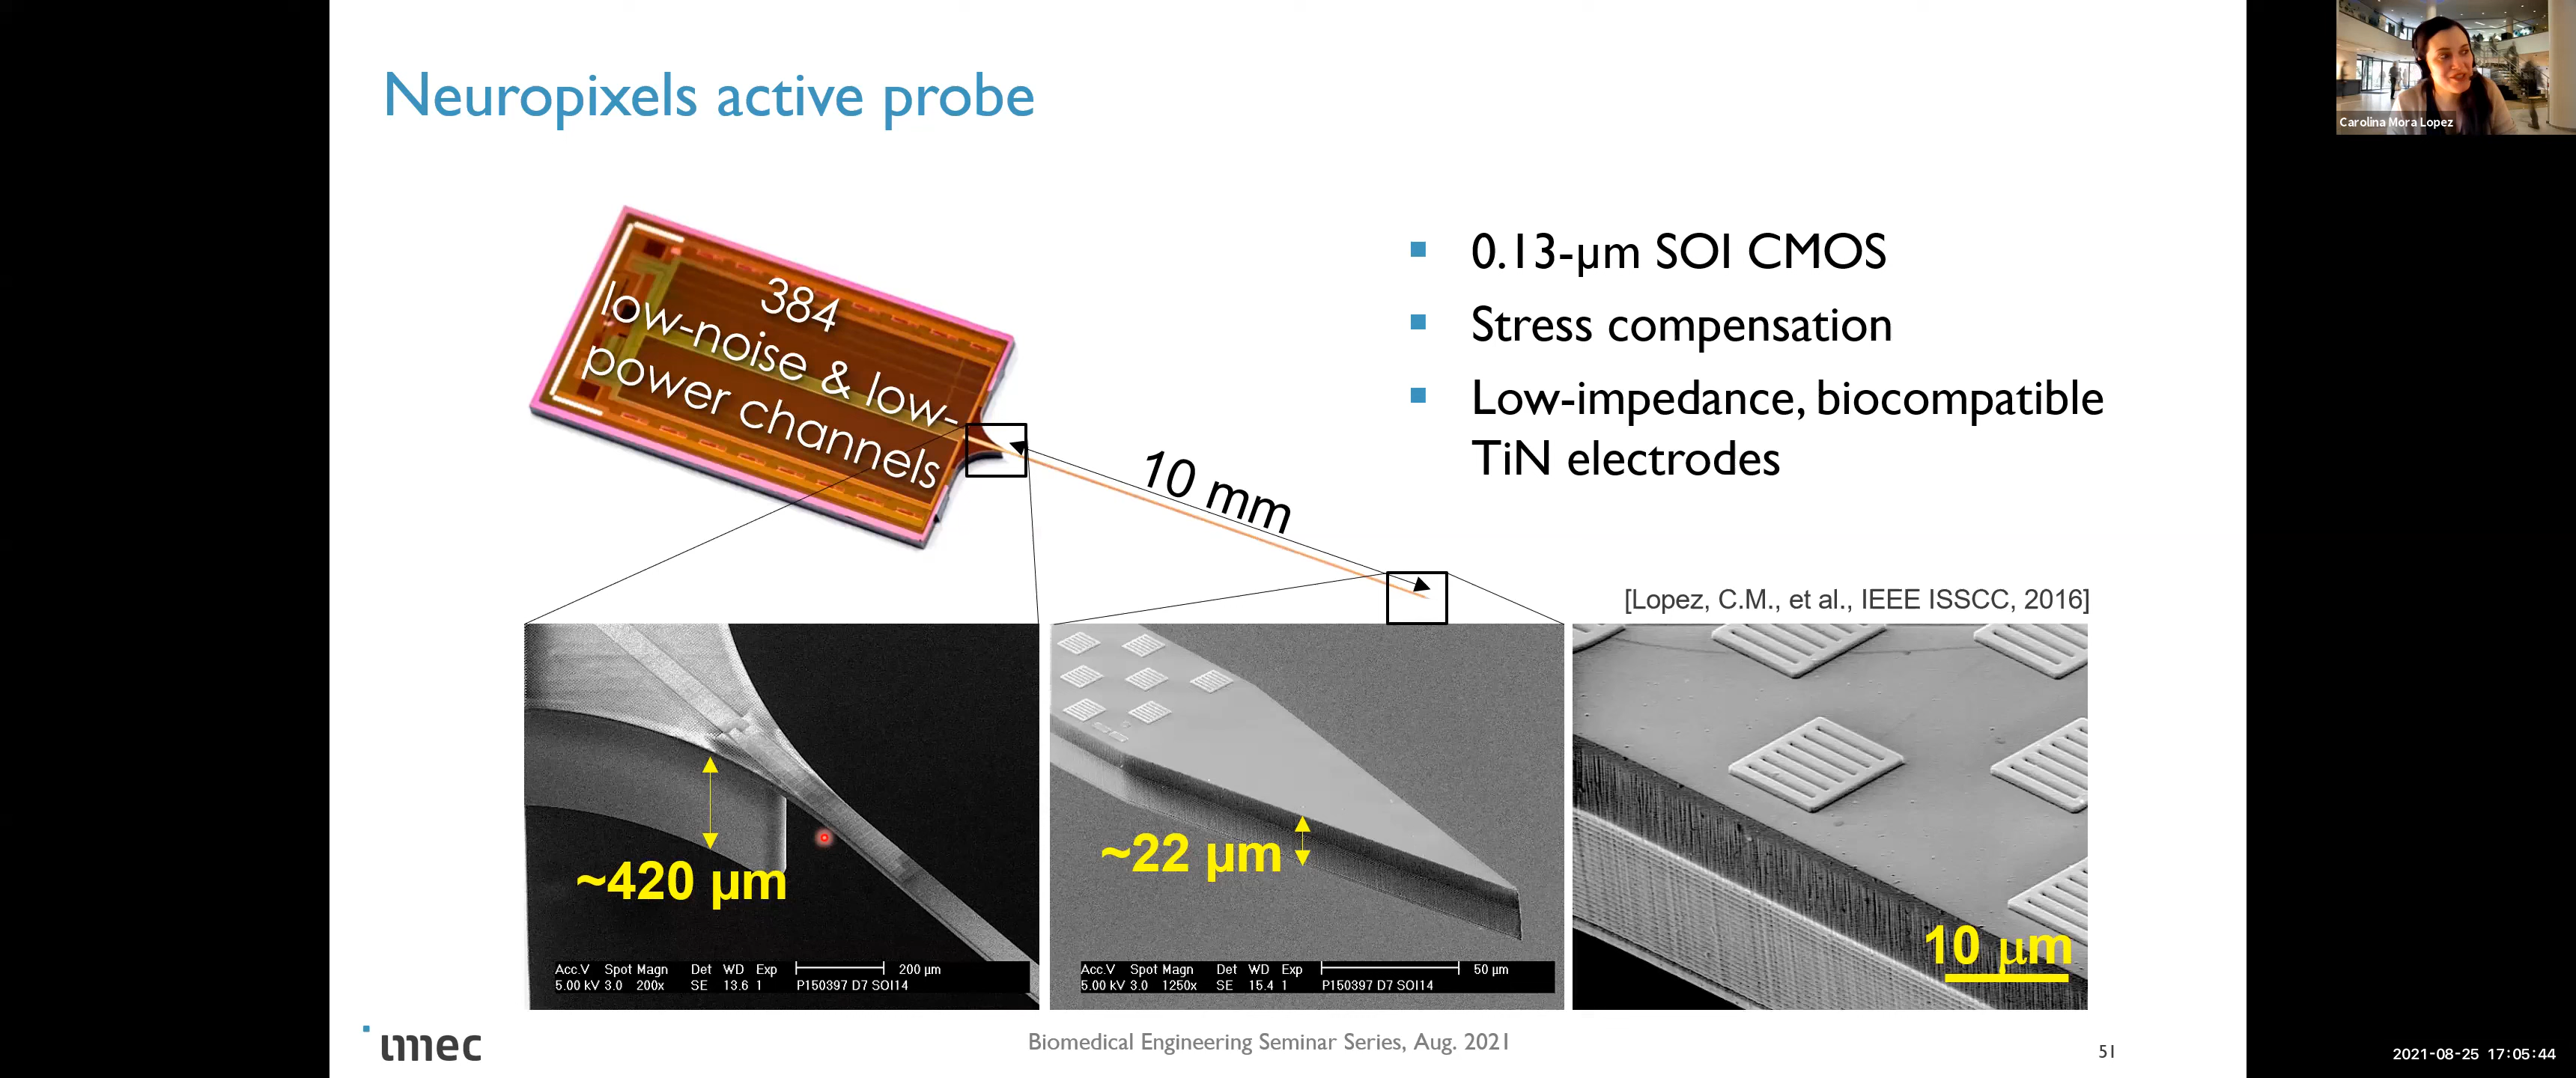 Neuropixels active probe
Carolina Mora Lopez
384
low-noise & low-
power channels
10 mm
0.13-µm SOI CMOS
Stress compensation
Low-impedance, biocompatible
TiN electrodes
[Lopez, C.M., et al., IEEE ISSCC, 2016]
~420 µm
Acc.V Spot Magn Det WD Exp 200 µm
5.00 kV 3.0 200x SE 13.6 1 P150397 D7 SOI14
~22 µm
Acc.V Spot Magn Det WD Exp 50 µm
5.00 kV 3.0 1250x SE 15.4 1 P150397 D7 SOI14
10 µm
imec
Biomedical Engineering Seminar Series, Aug. 2021
51
2021-08-25 17:05:44